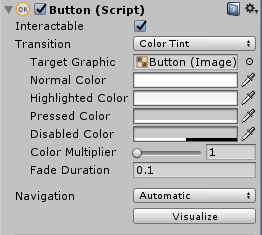 Button (Script)
Interactable
Transition Color Tint
Target Graphic Button (Image)
Normal Color
Highlighted Color
Pressed Color
Disabled Color
Color Multiplier 1
Fade Duration 0.1
Navigation Automatic
Visualize